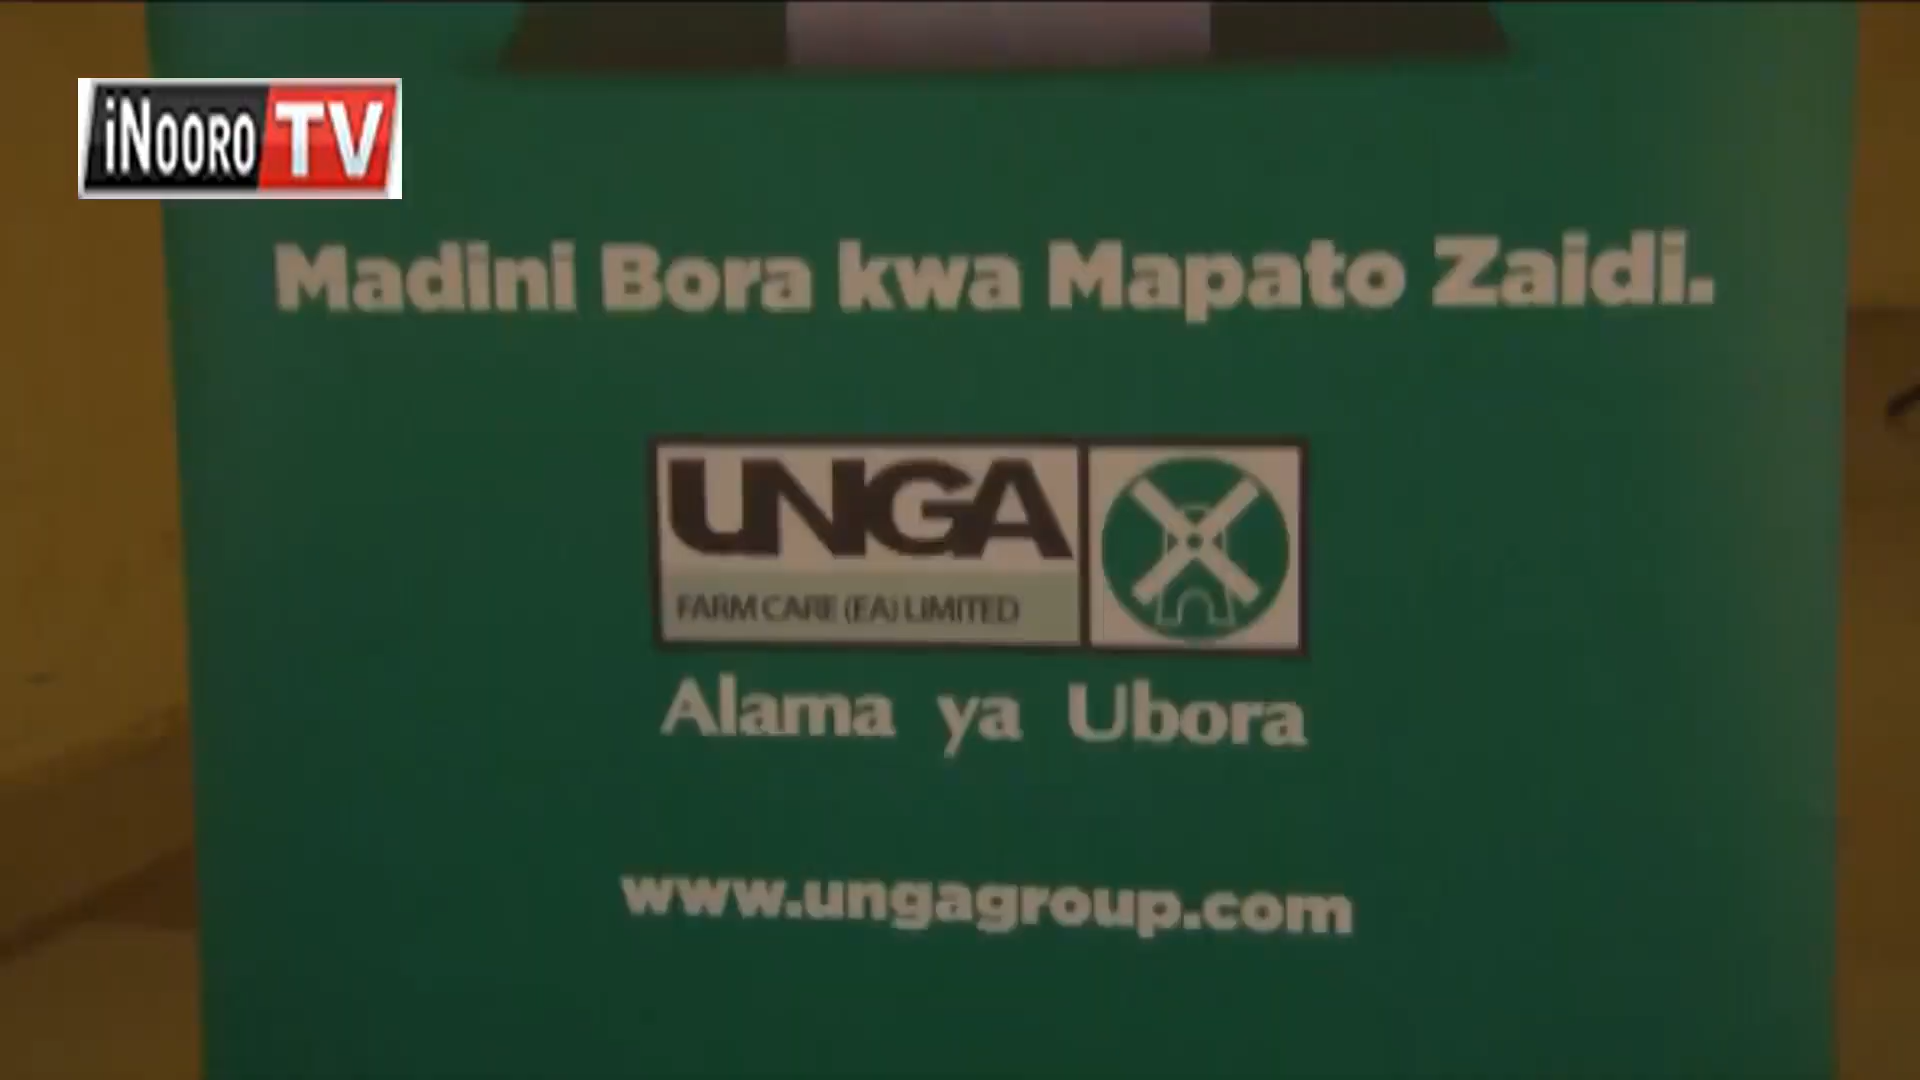 iNOORO TV
Madini Bora kwa Mapato Zaidi.
UNGA
FARM CARE (EA) LIMITED
Alama ya Ubora
www.ungagroup.com